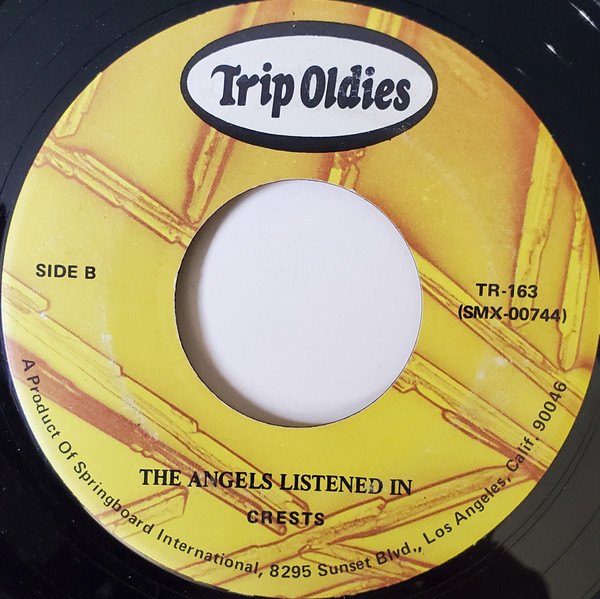 Trip Oldies
SIDE B
TR-163
(SMX-00744)
THE ANGELS LISTENED IN
CRESTS
A Product Of Springboard International, 8295 Sunset Blvd., Los Angeles, Calif. 90046